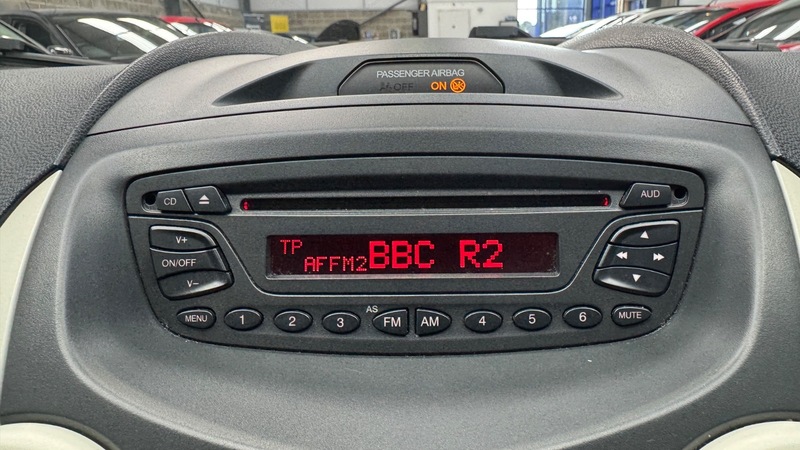 PASSENGER AIRBAG
OFF ON
CD
AUD
V+
ON/OFF
V–
TP
AFFM2 BBC R2
AS
MENU 1 2 3 FM AM 4 5 6 MUTE